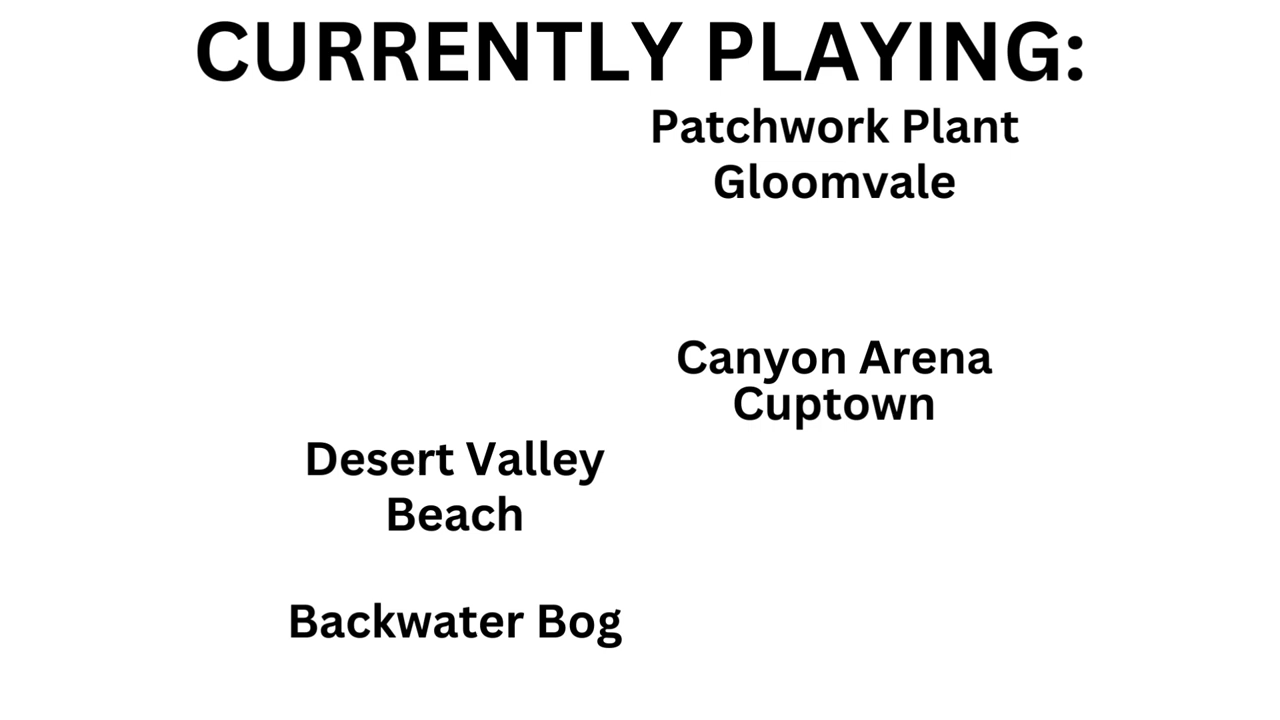 CURRENTLY PLAYING:
Patchwork Plant
Gloomvale
Canyon Arena
Cuptown
Desert Valley
Beach
Backwater Bog